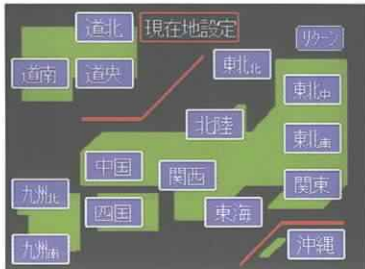 道北
現在地設定
リターン
道南
道央
東北北
東北中
北陸
東北南
中国
関西
関東
九州北
四国
東海
九州南
沖縄